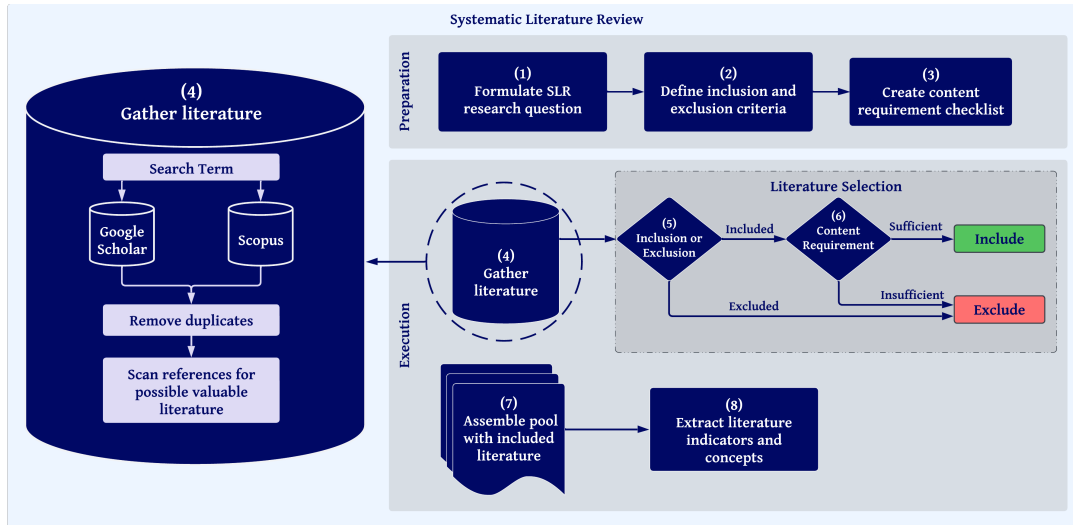 Systematic Literature Review
(4)
Gather literature
Search Term
Google
Scholar
Scopus
Remove duplicates
Scan references for
possible valuable
literature
Preparation
(1)
Formulate SLR
research question
(2)
Define inclusion and
exclusion criteria
(3)
Create content
requirement checklist
Execution
(4)
Gather
literature
Literature Selection
(5)
Inclusion or
Exclusion
Included
(6)
Content
Requirement
Sufficient
Include
Insufficient
Excluded
Exclude
(7)
Assemble pool
with included
literature
(8)
Extract literature
indicators and
concepts